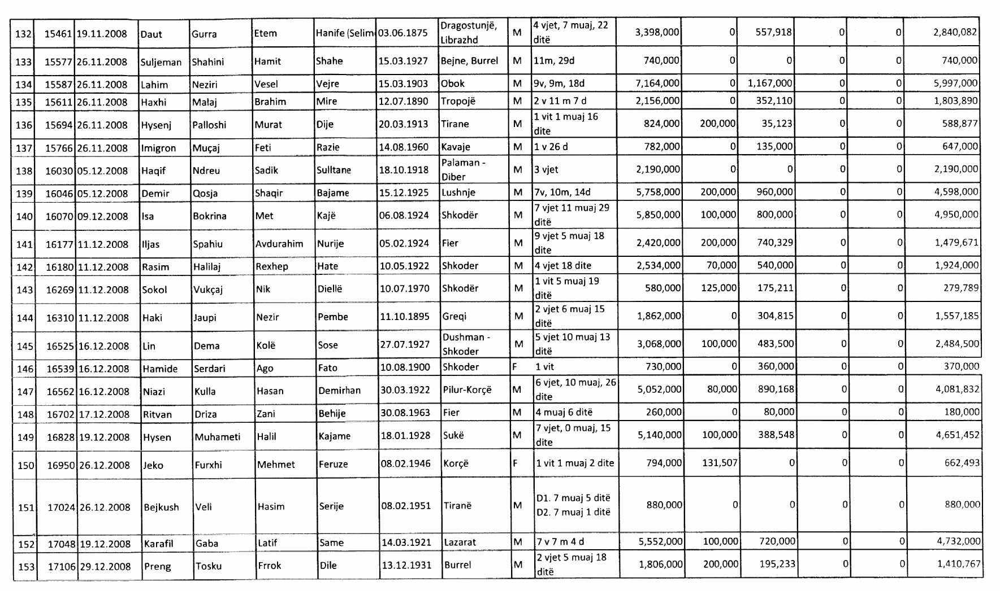 132 15461 19.11.2008 Daut Gurra Etem Hanife (Selim 03.06.1875 Dragostunjë, Librazhd M 4 vjet, 7 muaj, 22 ditë 3,398,000 0 557,918 0 0 2,840,082
133 15577 26.11.2008 Suljeman Shahini Hamit Shahe 15.03.1927 Bejne, Burrel M 11m, 29d 740,000 0 0 0 0 740,000
134 15587 26.11.2008 Lahim Neziri Vesel Vejre 15.03.1903 Obok M 9v, 9m, 18d 7,164,000 0 1,167,000 0 0 5,997,000
135 15611 26.11.2008 Haxhi Malaj Brahim Mire 12.07.1890 Tropojë M 2 v 11 m 7 d 2,156,000 0 352,110 0 0 1,803,890
136 15694 26.11.2008 Hysenj Palloshi Murat Dije 20.03.1913 Tirane M 1 vit 1 muaj 16 dite 824,000 200,000 35,123 0 0 588,877
137 15766 26.11.2008 Imigron Muçaj Feti Razie 14.08.1960 Kavaje M 1 v 26 d 782,000 0 135,000 0 0 647,000
138 16030 05.12.2008 Haqif Ndreu Sadik Sulltane 18.10.1918 Palaman - Diber M 3 vjet 2,190,000 0 0 0 0 2,190,000
139 16046 05.12.2008 Demir Qosja Shaqir Bajame 15.12.1925 Lushnje M 7v, 10m, 14d 5,758,000 200,000 960,000 0 0 4,598,000
140 16070 09.12.2008 Isa Bokrina Met Kajë 06.08.1924 Shkodër M 7 vjet 11 muaj 29 ditë 5,850,000 100,000 800,000 0 0 4,950,000
141 16177 11.12.2008 Iljas Spahiu Avdurahim Nurije 05.02.1924 Fier M 9 vjet 5 muaj 18 dite 2,420,000 200,000 740,329 0 0 1,479,671
142 16180 11.12.2008 Rasim Halilaj Rexhep Hate 10.05.1922 Shkoder M 4 vjet 18 dite 2,534,000 70,000 540,000 0 0 1,924,000
143 16269 11.12.2008 Sokol Vukçaj Nik Diellë 10.07.1970 Shkodër M 1 vit 5 muaj 19 ditë 580,000 125,000 175,211 0 0 279,789
144 16310 11.12.2008 Haki Jaupi Nezir Pembe 11.10.1895 Greqi M 2 vjet 6 muaj 15 ditë 1,862,000 0 304,815 0 0 1,557,185
145 16525 16.12.2008 Lin Dema Kolë Sose 27.07.1927 Dushman - Shkoder M 5 vjet 10 muaj 13 ditë 3,068,000 100,000 483,500 0 0 2,484,500
146 16539 16.12.2008 Hamide Serdari Ago Fato 10.08.1900 Shkoder F 1 vit 730,000 0 360,000 0 0 370,000
147 16562 16.12.2008 Niazi Kulla Hasan Demirhan 30.03.1922 Pilur-Korçë M 6 vjet, 10 muaj, 26 dite 5,052,000 80,000 890,168 0 0 4,081,832
148 16702 17.12.2008 Ritvan Driza Zani Behije 30.08.1963 Fier M 4 muaj 6 ditë 260,000 0 80,000 0 0 180,000
149 16828 19.12.2008 Hysen Muhameti Halil Kajame 18.01.1928 Sukë M 7 vjet, 0 muaj, 15 dite 5,140,000 100,000 388,548 0 0 4,651,452
150 16950 26.12.2008 Jeko Furxhi Mehmet Feruze 08.02.1946 Korçë F 1 vit 1 muaj 2 dite 794,000 131,507 0 0 0 662,493
151 17024 26.12.2008 Bejkush Veli Hasim Serije 08.02.1951 Tiranë M D1. 7 muaj 5 ditë D2. 7 muaj 1 ditë 880,000 0 0 0 0 880,000
152 17048 19.12.2008 Karafil Gaba Latif Same 14.03.1921 Lazarat M 7 v 7 m 4 d 5,552,000 100,000 720,000 0 0 4,732,000
153 17106 29.12.2008 Preng Tosku Frrok Dile 13.12.1931 Burrel M 2 vjet 5 muaj 18 ditë 1,806,000 200,000 195,233 0 0 1,410,767